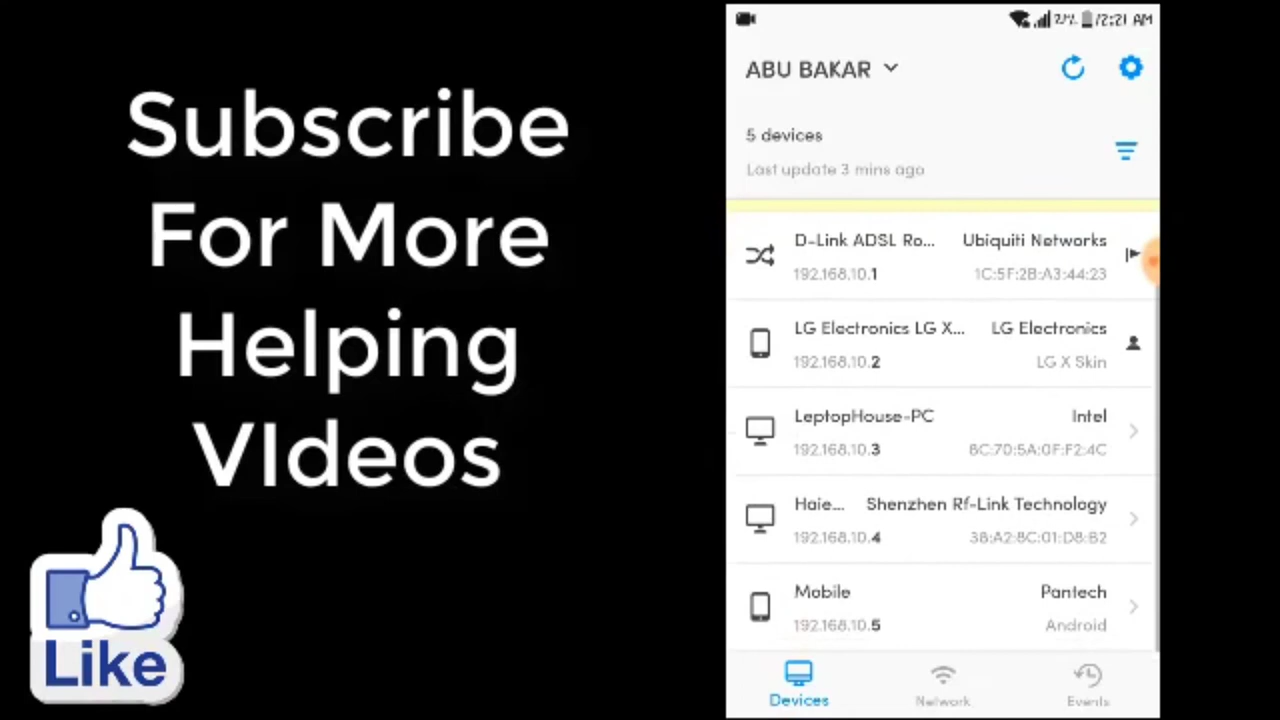 Subscribe
For More
Helping
VIdeos
Like
12:21 AM
ABU BAKAR
5 devices
Last update 3 mins ago
D-Link ADSL Ro... Ubiquiti Networks
192.168.10.1 1C:5F:2B:A3:44:23
LG Electronics LG X... LG Electronics
192.168.10.2 LG X Skin
LeptopHouse-PC Intel
192.168.10.3 8C:70:5A:0F:F2:4C
Haie... Shenzhen Rf-Link Technology
192.168.10.4 38:A2:8C:01:D8:B2
Mobile Pantech
192.168.10.5 Android
Devices Network Events